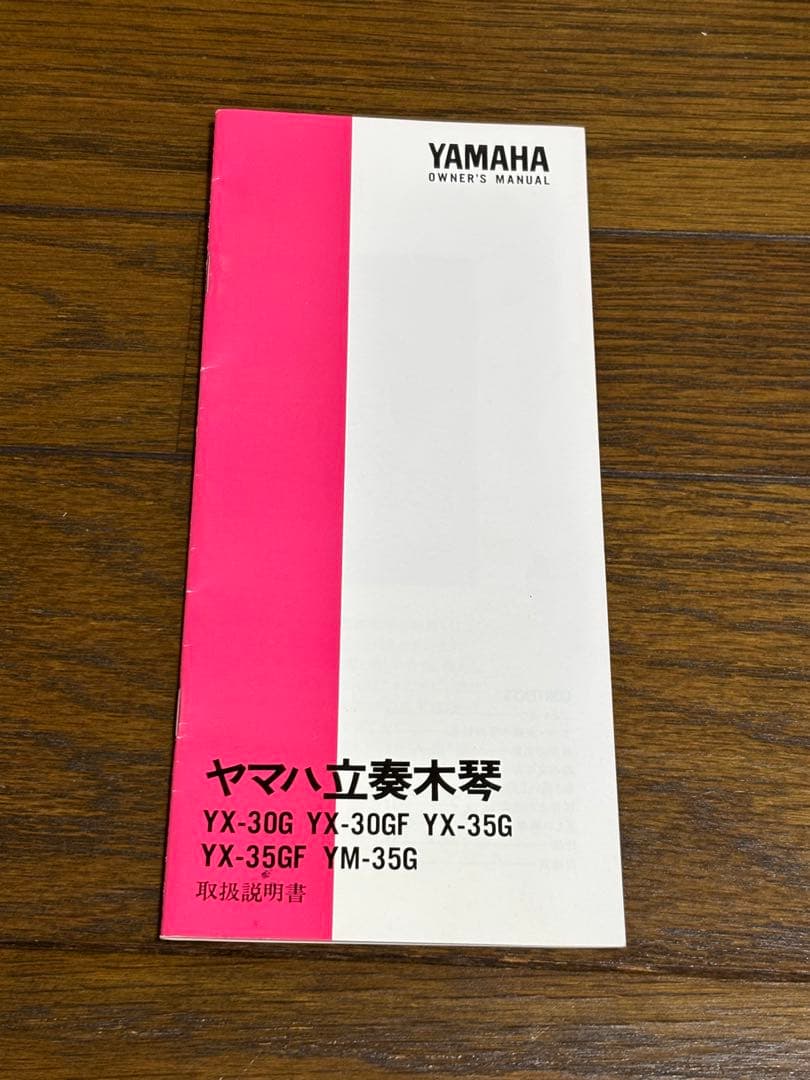 YAMAHA
OWNER'S MANUAL
ヤマハ立奏木琴
YX-30G YX-30GF YX-35G
YX-35GF YM-35G
取扱説明書